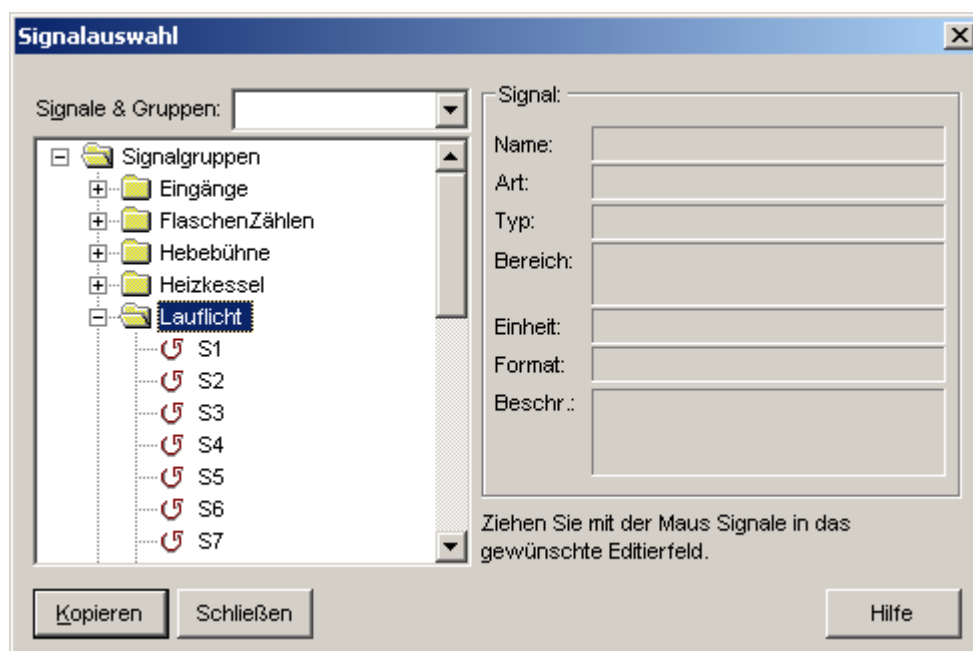 Signalauswahl
Signale & Gruppen:
Signalgruppen
Eingänge
FlaschenZählen
Hebebühne
Heizkessel
Lauflicht
S1
S2
S3
S4
S5
S6
S7
Signal:
Name:
Art:
Typ:
Bereich:
Einheit:
Format:
Beschr.:
Ziehen Sie mit der Maus Signale in das
gewünschte Editierfeld.
Kopieren
Schließen
Hilfe